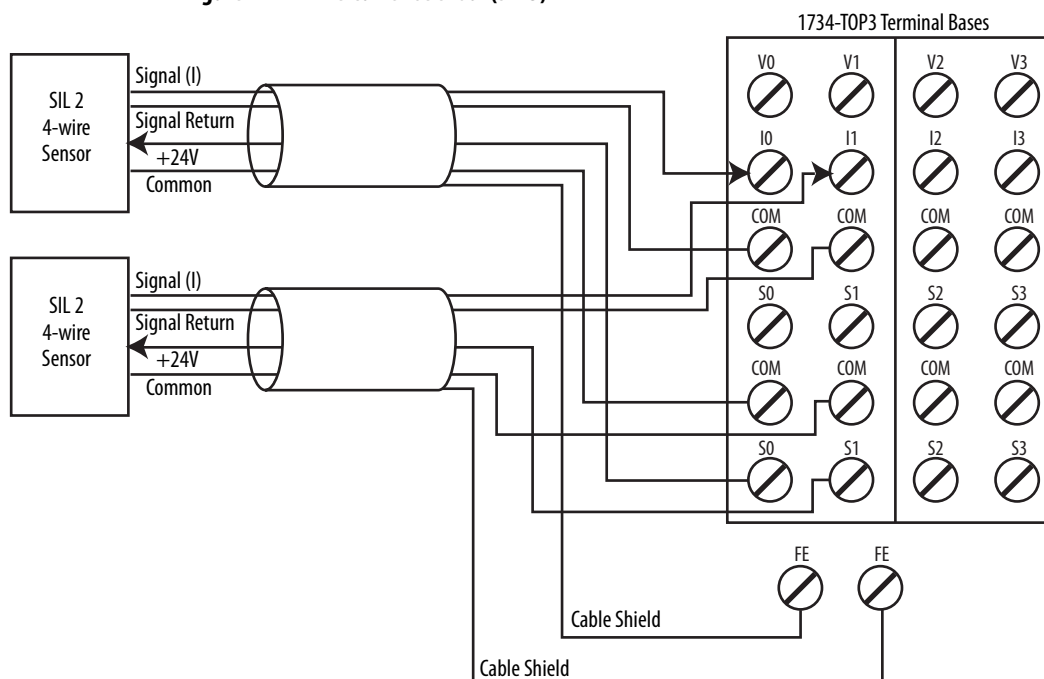 1734-TOP3 Terminal Bases
V0 V1 V2 V3
SIL 2
4-wire
Sensor
Signal (I)
Signal Return
+24V
Common
I0 I1 I2 I3
COM COM COM COM
SIL 2
4-wire
Sensor
Signal (I)
Signal Return
+24V
Common
S0 S1 S2 S3
COM COM COM COM
S0 S1 S2 S3
FE FE
Cable Shield
Cable Shield